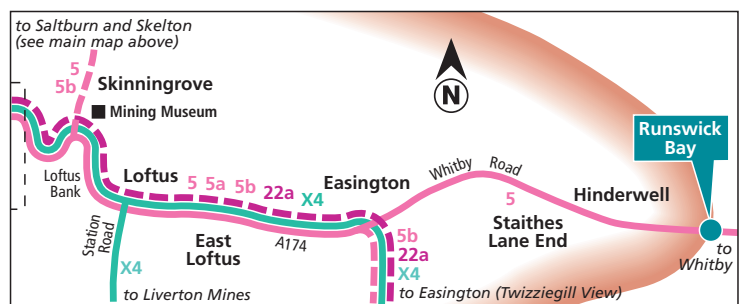 to Saltburn and Skelton
(see main map above)
5
5b
Skinningrove
Mining Museum
N
Runswick
Bay
Loftus
Bank
Loftus
5 5a 5b 22a X4
Easington
Whitby Road
5
Hinderwell
Station
Road
East
Loftus
A174
Staithes
Lane End
5b
22a
X4
X4
to
Whitby
to Liverton Mines
to Easington (Twizziegill View)